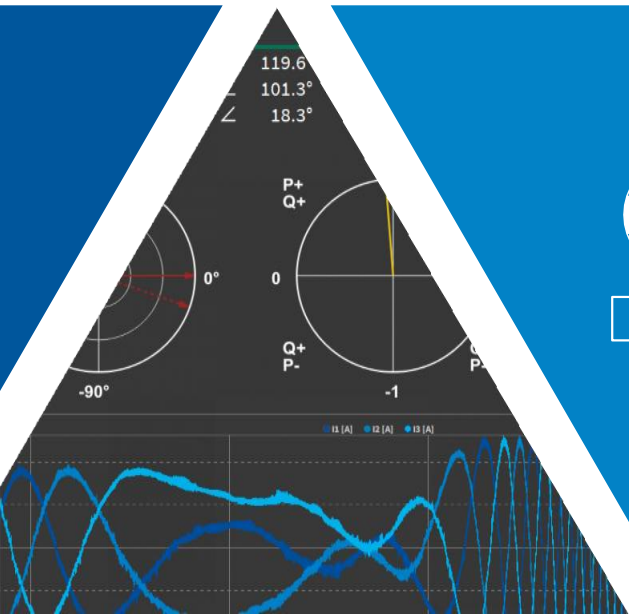 119.6
∠ 101.3°
∠ 18.3°
P+
Q+
0°
0
Q+
P-
P-
-90°
-1
I1 [A] I2 [A] I3 [A]